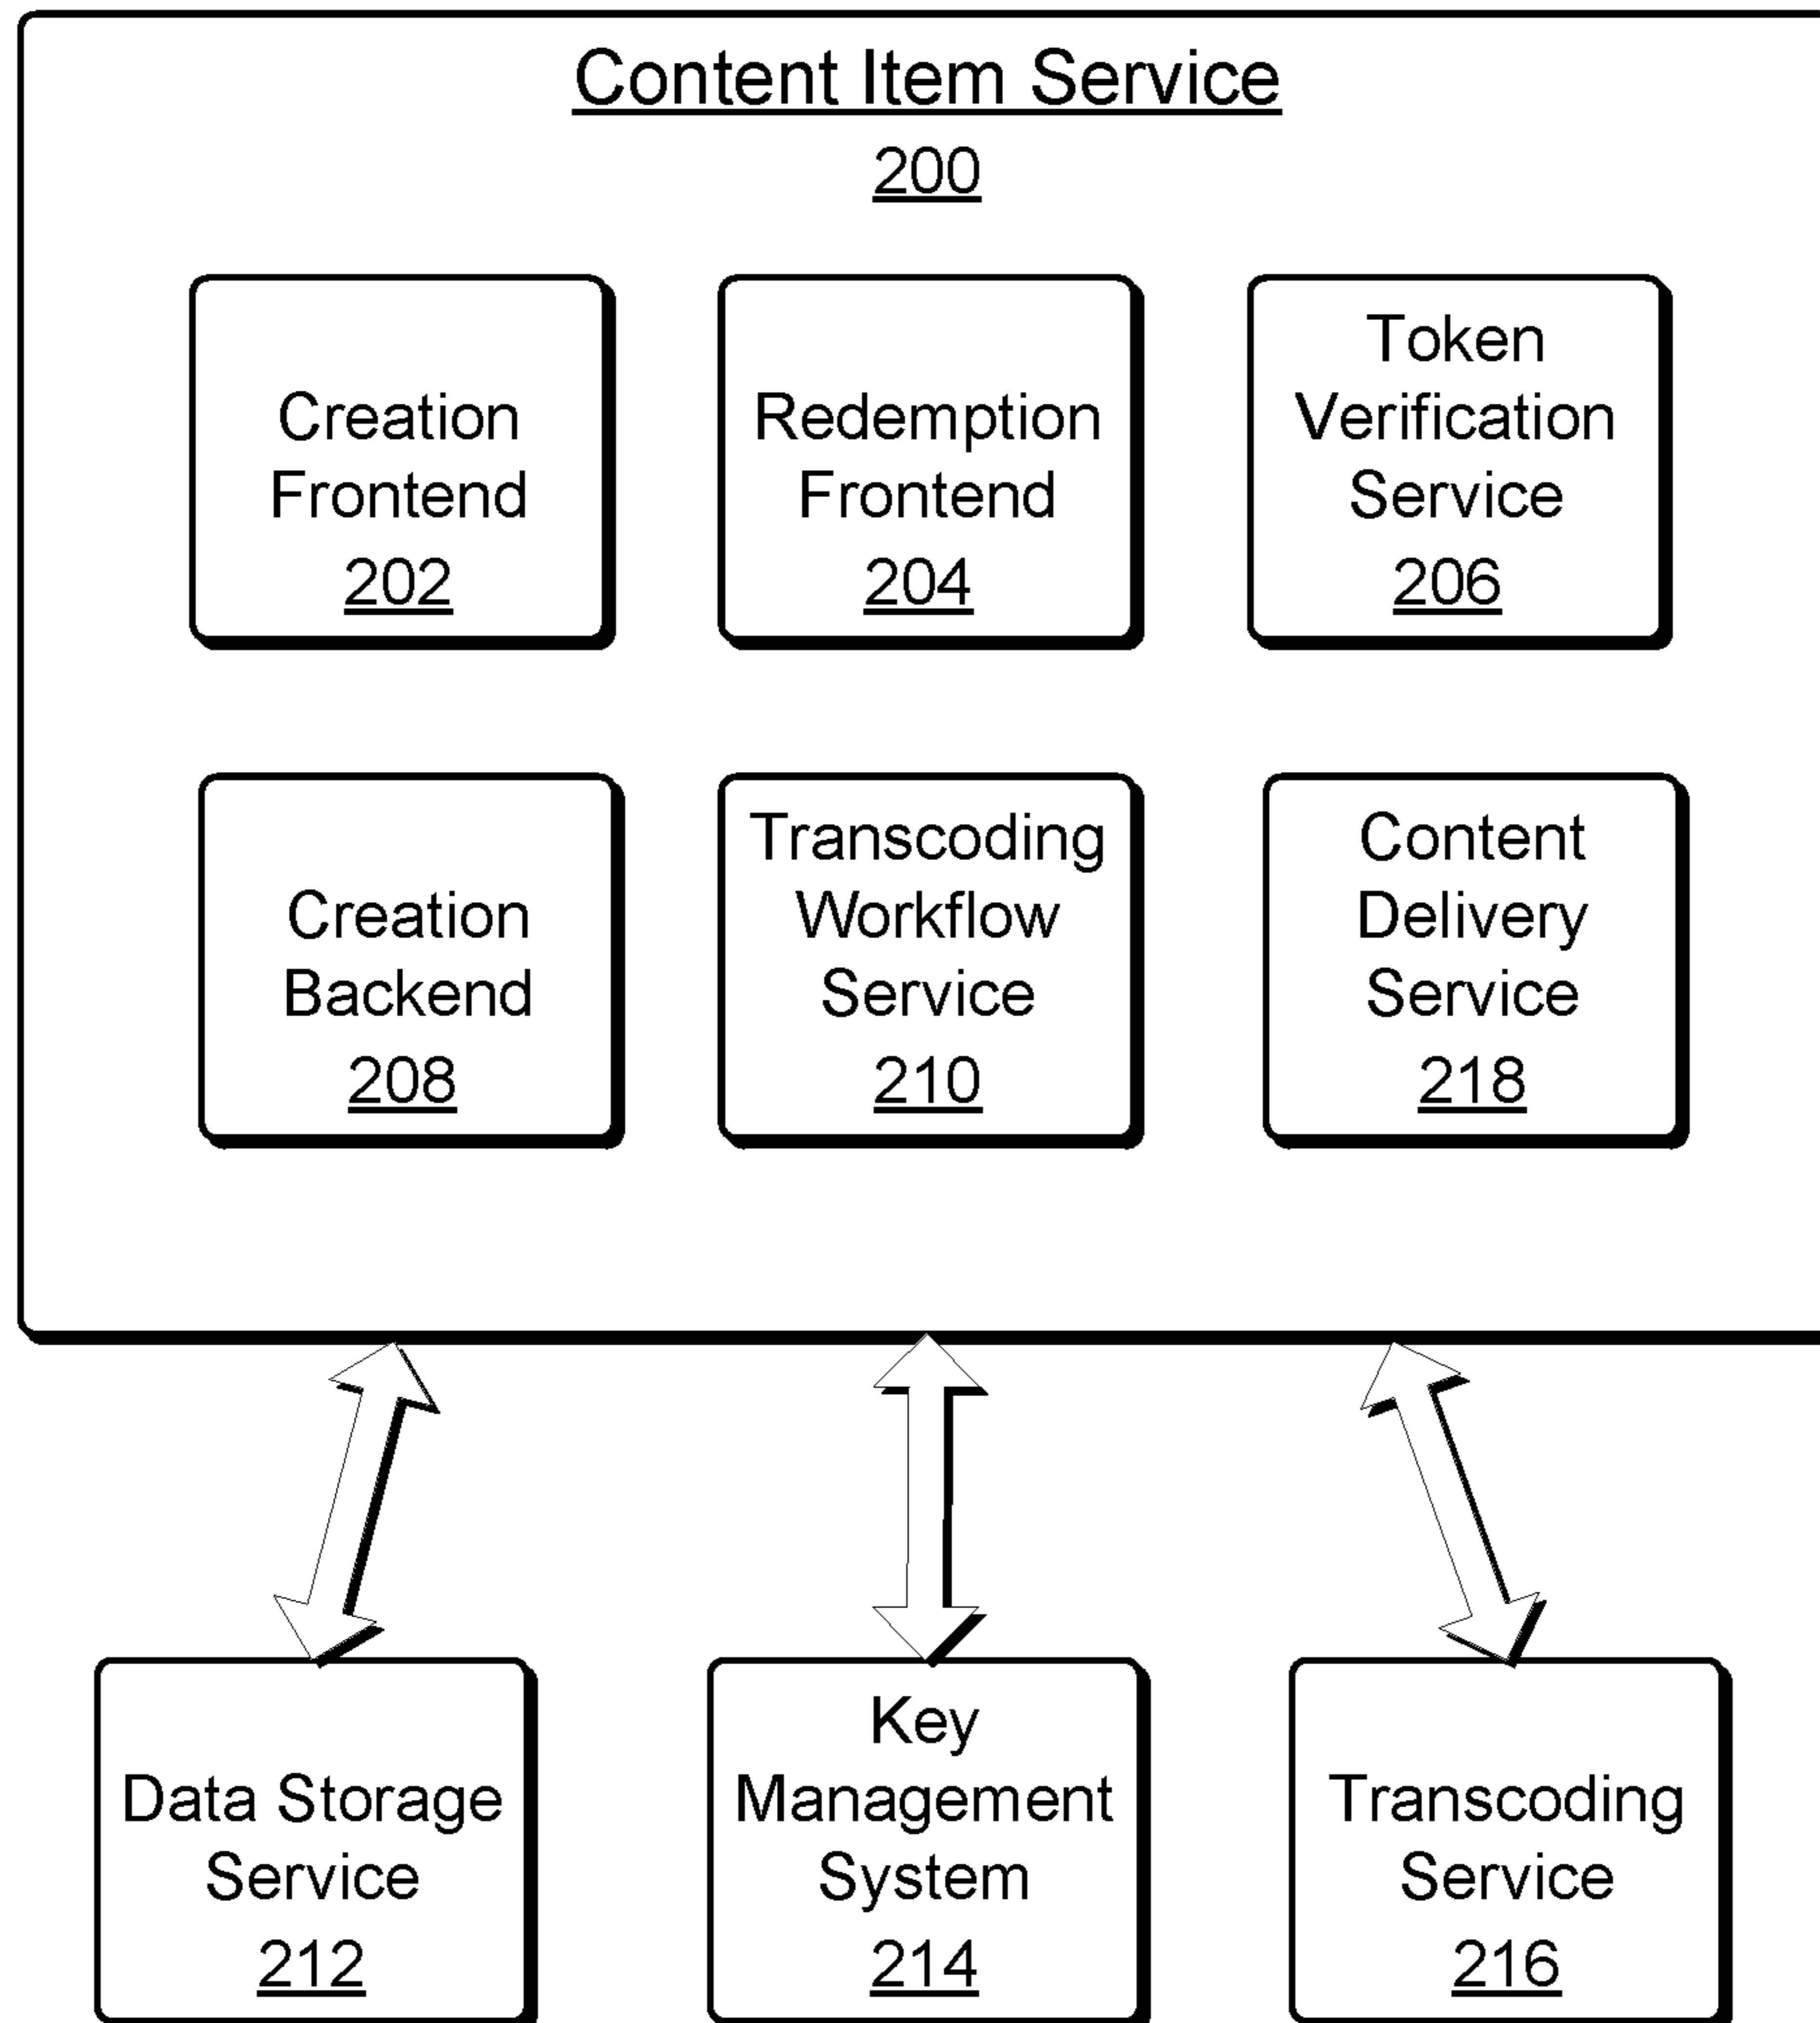 Content Item Service
200
Creation
Frontend
202
Redemption
Frontend
204
Token
Verification
Service
206
Creation
Backend
208
Transcoding
Workflow
Service
210
Content
Delivery
Service
218
Data Storage
Service
212
Key
Management
System
214
Transcoding
Service
216